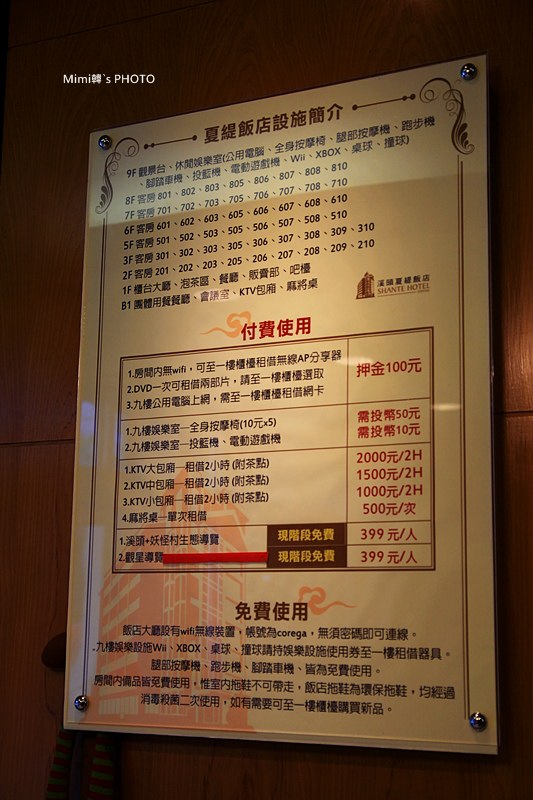 Mimi韓`s PHOTO
夏緹飯店設施簡介
9F 觀景台、休閒娛樂室(公用電腦、全身按摩椅、腿部按摩機、跑步機
、腳踏車機、投籃機、電動遊戲機、Wii、XBOX、桌球、撞球)
8F 客房 801、802、803、805、806、807、808、810
7F 客房 701、702、703、705、706、707、708、710
6F 客房 601、602、603、605、606、607、608、610
5F 客房 501、502、503、505、506、507、508、510
3F 客房 301、302、303、305、306、307、308、309、310
2F 客房 201、202、203、205、206、207、208、209、210
1F 櫃台大廳、泡茶區、餐廳、販賣部、吧檯
B1 團體用餐餐廳、會議室、KTV包廂、麻將桌
溪頭夏緹飯店
SHANTE HOTEL
付費使用
1.房間內無wifi，可至一樓櫃檯租借無線AP分享器
2.DVD一次可租借兩部片，請至一樓櫃檯選取
3.九樓公用電腦上網，需至一樓櫃檯租借網卡
押金100元
1.九樓娛樂室—全身按摩椅(10元x5)
需投幣50元
2.九樓娛樂室—投籃機、電動遊戲機
需投幣10元
1.KTV大包廂—租借2小時 (附茶點)
2000元/2H
2.KTV中包廂—租借2小時 (附茶點)
1500元/2H
3.KTV小包廂—租借2小時 (附茶點)
1000元/2H
4.麻將桌—單次租借
500元/次
1.溪頭+妖怪村生態導覽
現階段免費
399 元/人
2.觀星導覽
現階段免費
399 元/人
免費使用
飯店大廳設有wifi無線裝置，帳號為corega，無須密碼即可連線。
九樓娛樂設施Wii、XBOX、桌球、撞球請持娛樂設施使用券至一樓租借器具。
腿部按摩機、跑步機、腳踏車機、皆為免費使用。
房間內備品皆免費使用，惟室內拖鞋不可帶走，飯店拖鞋為環保拖鞋，均經過
消毒殺菌二次使用，如有需要可至一樓櫃檯購買新品。